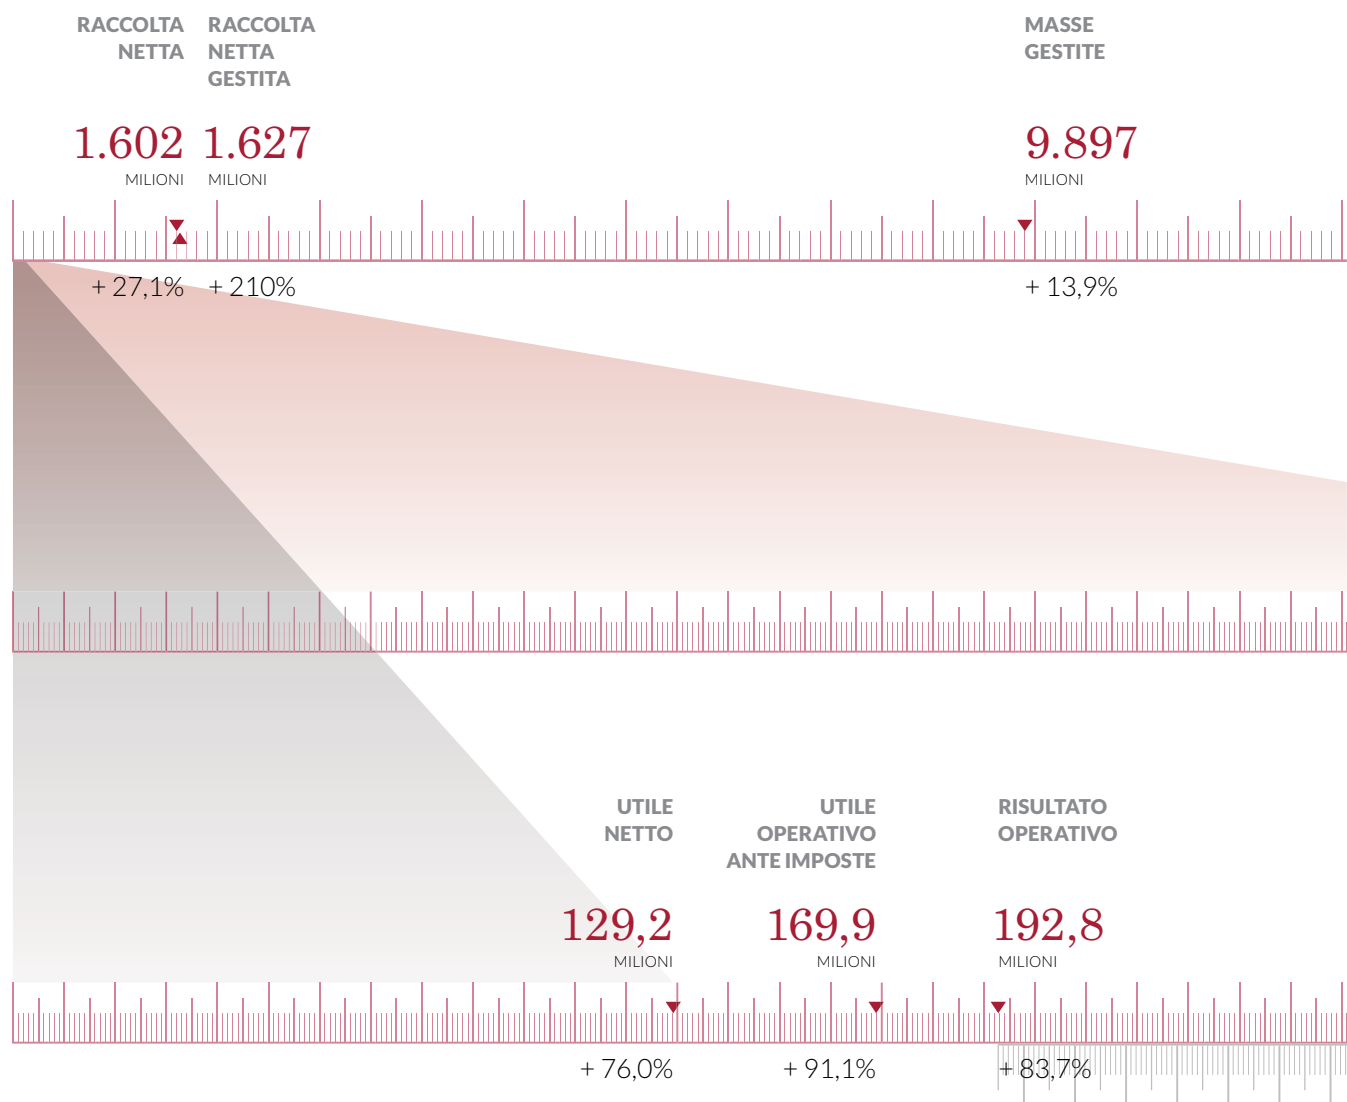 RACCOLTA
NETTA
RACCOLTA
NETTA
GESTITA
MASSE
GESTITE
1.602
MILIONI
1.627
MILIONI
9.897
MILIONI
+ 27,1%
+ 210%
+ 13,9%
UTILE
NETTO
UTILE
OPERATIVO
ANTE IMPOSTE
RISULTATO
OPERATIVO
129,2
MILIONI
169,9
MILIONI
192,8
MILIONI
+ 76,0%
+ 91,1%
+ 83,7%